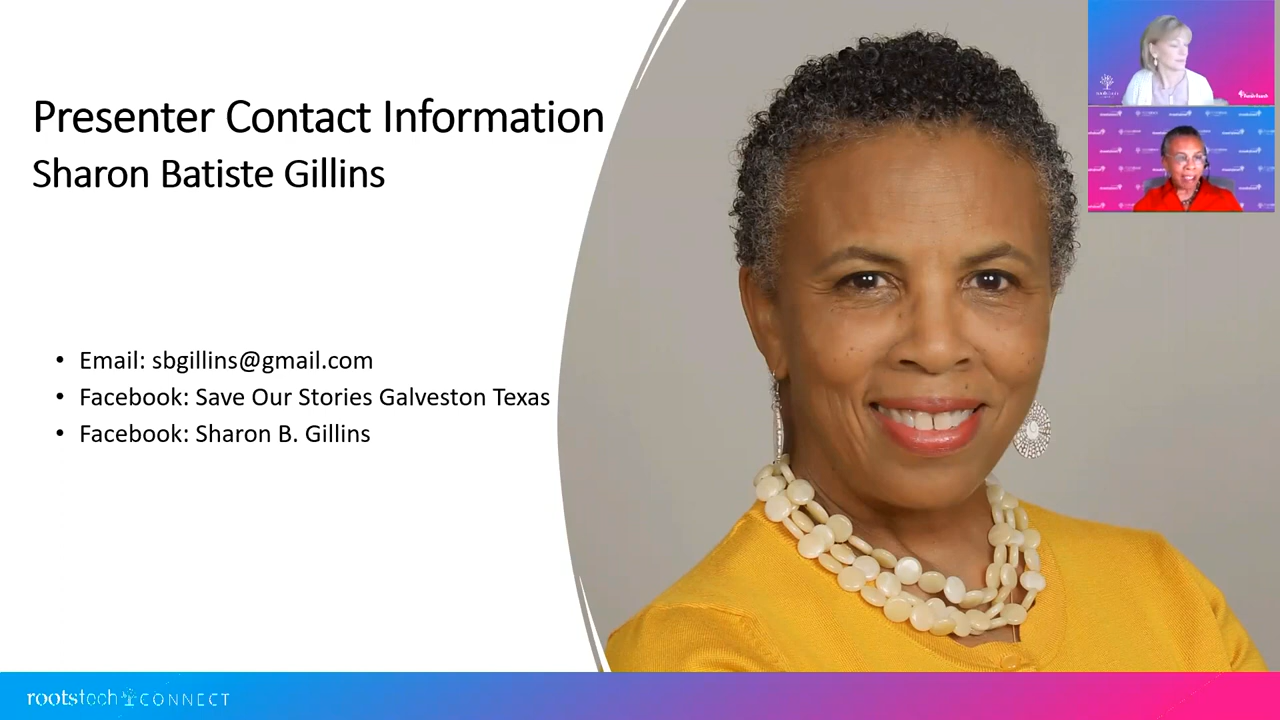 Presenter Contact Information
Sharon Batiste Gillins
• Email: sbgillins@gmail.com
• Facebook: Save Our Stories Galveston Texas
• Facebook: Sharon B. Gillins
rootstech CONNECT